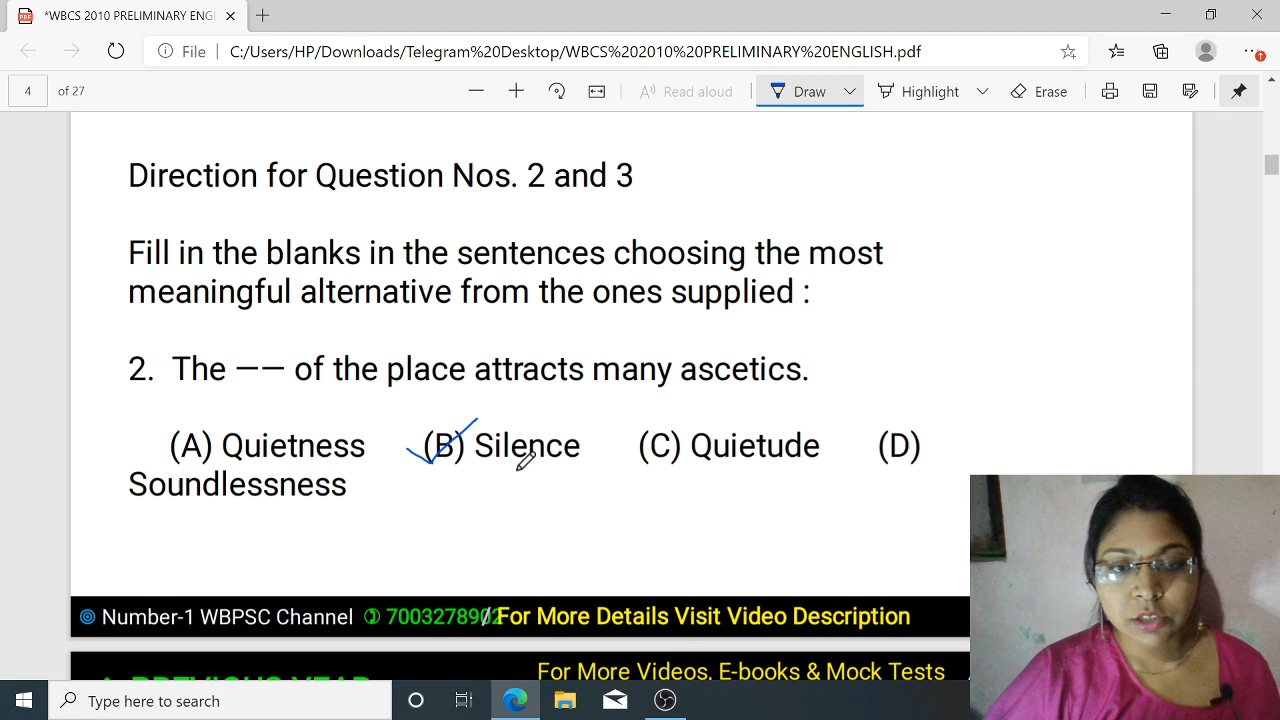 *WBCS 2010 PRELIMINARY ENGL
File C:/Users/HP/Downloads/Telegram%20Desktop/WBCS%202010%20PRELIMINARY%20ENGLISH.pdf
4 of 27 Read aloud Draw Highlight Erase
Direction for Question Nos. 2 and 3
Fill in the blanks in the sentences choosing the most
meaningful alternative from the ones supplied :
2. The —— of the place attracts many ascetics.
(A) Quietness (B) Silence (C) Quietude (D)
Soundlessness
Number-1 WBPSC Channel 7003278902 / For More Details Visit Video Description
For More Videos, E-books & Mock Tests
PREVIOUS YEAR
Type here to search